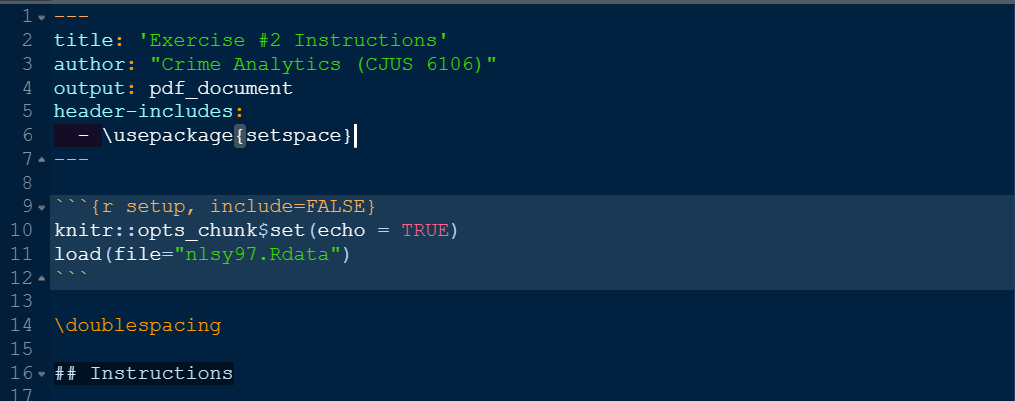 1 ---
2 title: 'Exercise #2 Instructions'
3 author: "Crime Analytics (CJUS 6106)"
4 output: pdf_document
5 header-includes:
6   - \usepackage{setspace}
7 ---
8
9 ```{r setup, include=FALSE}
10 knitr::opts_chunk$set(echo = TRUE)
11 load(file="nlsy97.Rdata")
12 ```
13
14 \doublespacing
15
16 ## Instructions
17